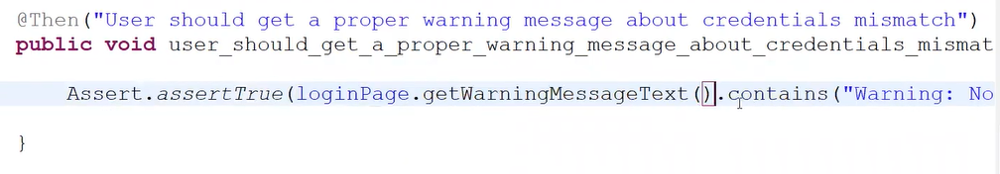 @Then("User should get a proper warning message about credentials mismatch")
public void user_should_get_a_proper_warning_message_about_credentials_mismat
Assert.assertTrue(loginPage.getWarningMessageText().contains("Warning: No
}